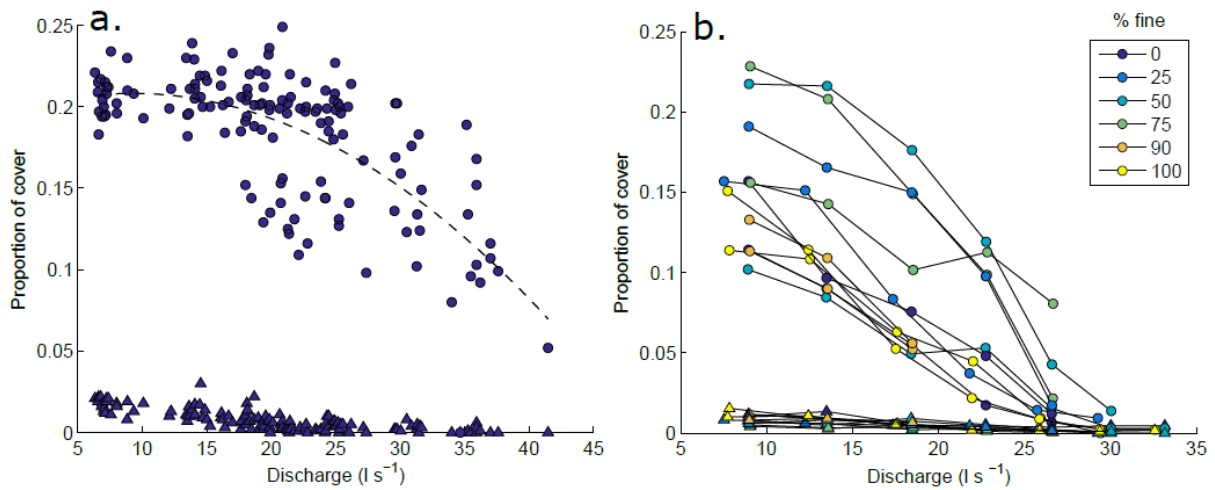 a.
0.25
0.2
0.15
0.1
0.05
0
Proportion of cover
5 10 15 20 25 30 35 40 45
Discharge (l s⁻¹)
b.
0.25
0.2
0.15
0.1
0.05
0
Proportion of cover
5 10 15 20 25 30 35
Discharge (l s⁻¹)
% fine
0
25
50
75
90
100